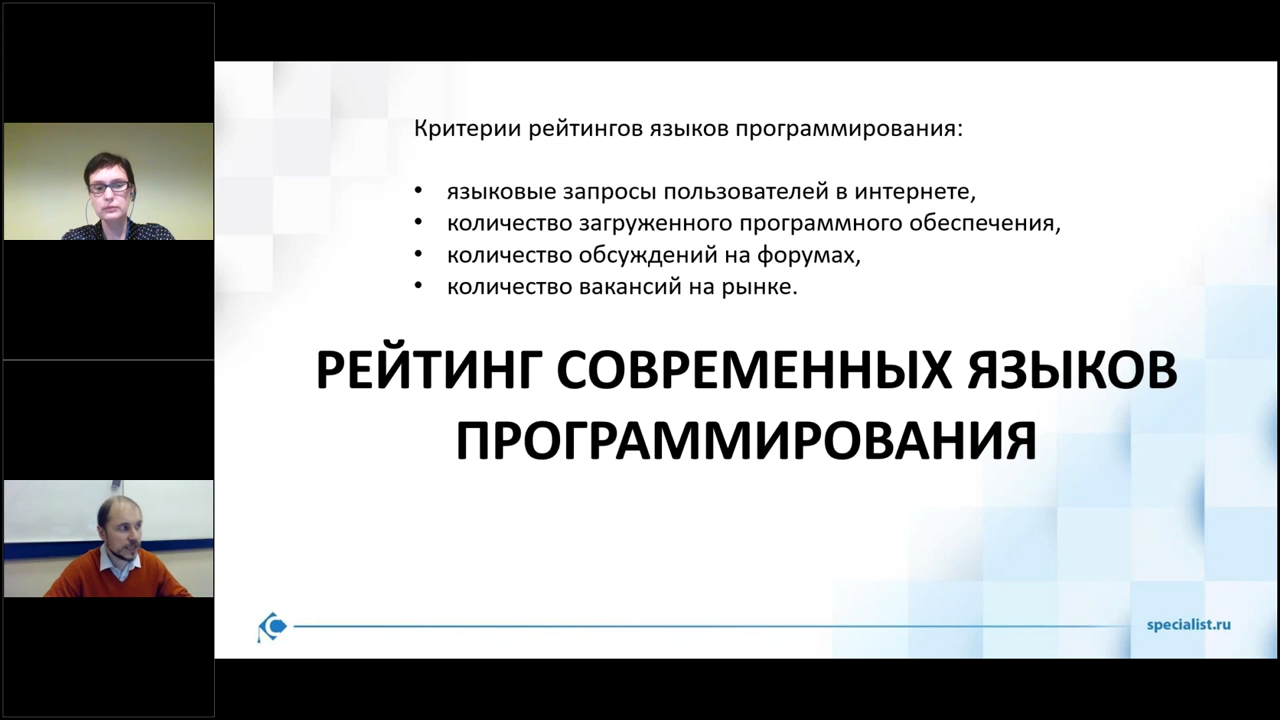 Критерии рейтингов языков программирования:
• языковые запросы пользователей в интернете,
• количество загруженного программного обеспечения,
• количество обсуждений на форумах,
• количество вакансий на рынке.
РЕЙТИНГ СОВРЕМЕННЫХ ЯЗЫКОВ
ПРОГРАММИРОВАНИЯ
specialist.ru